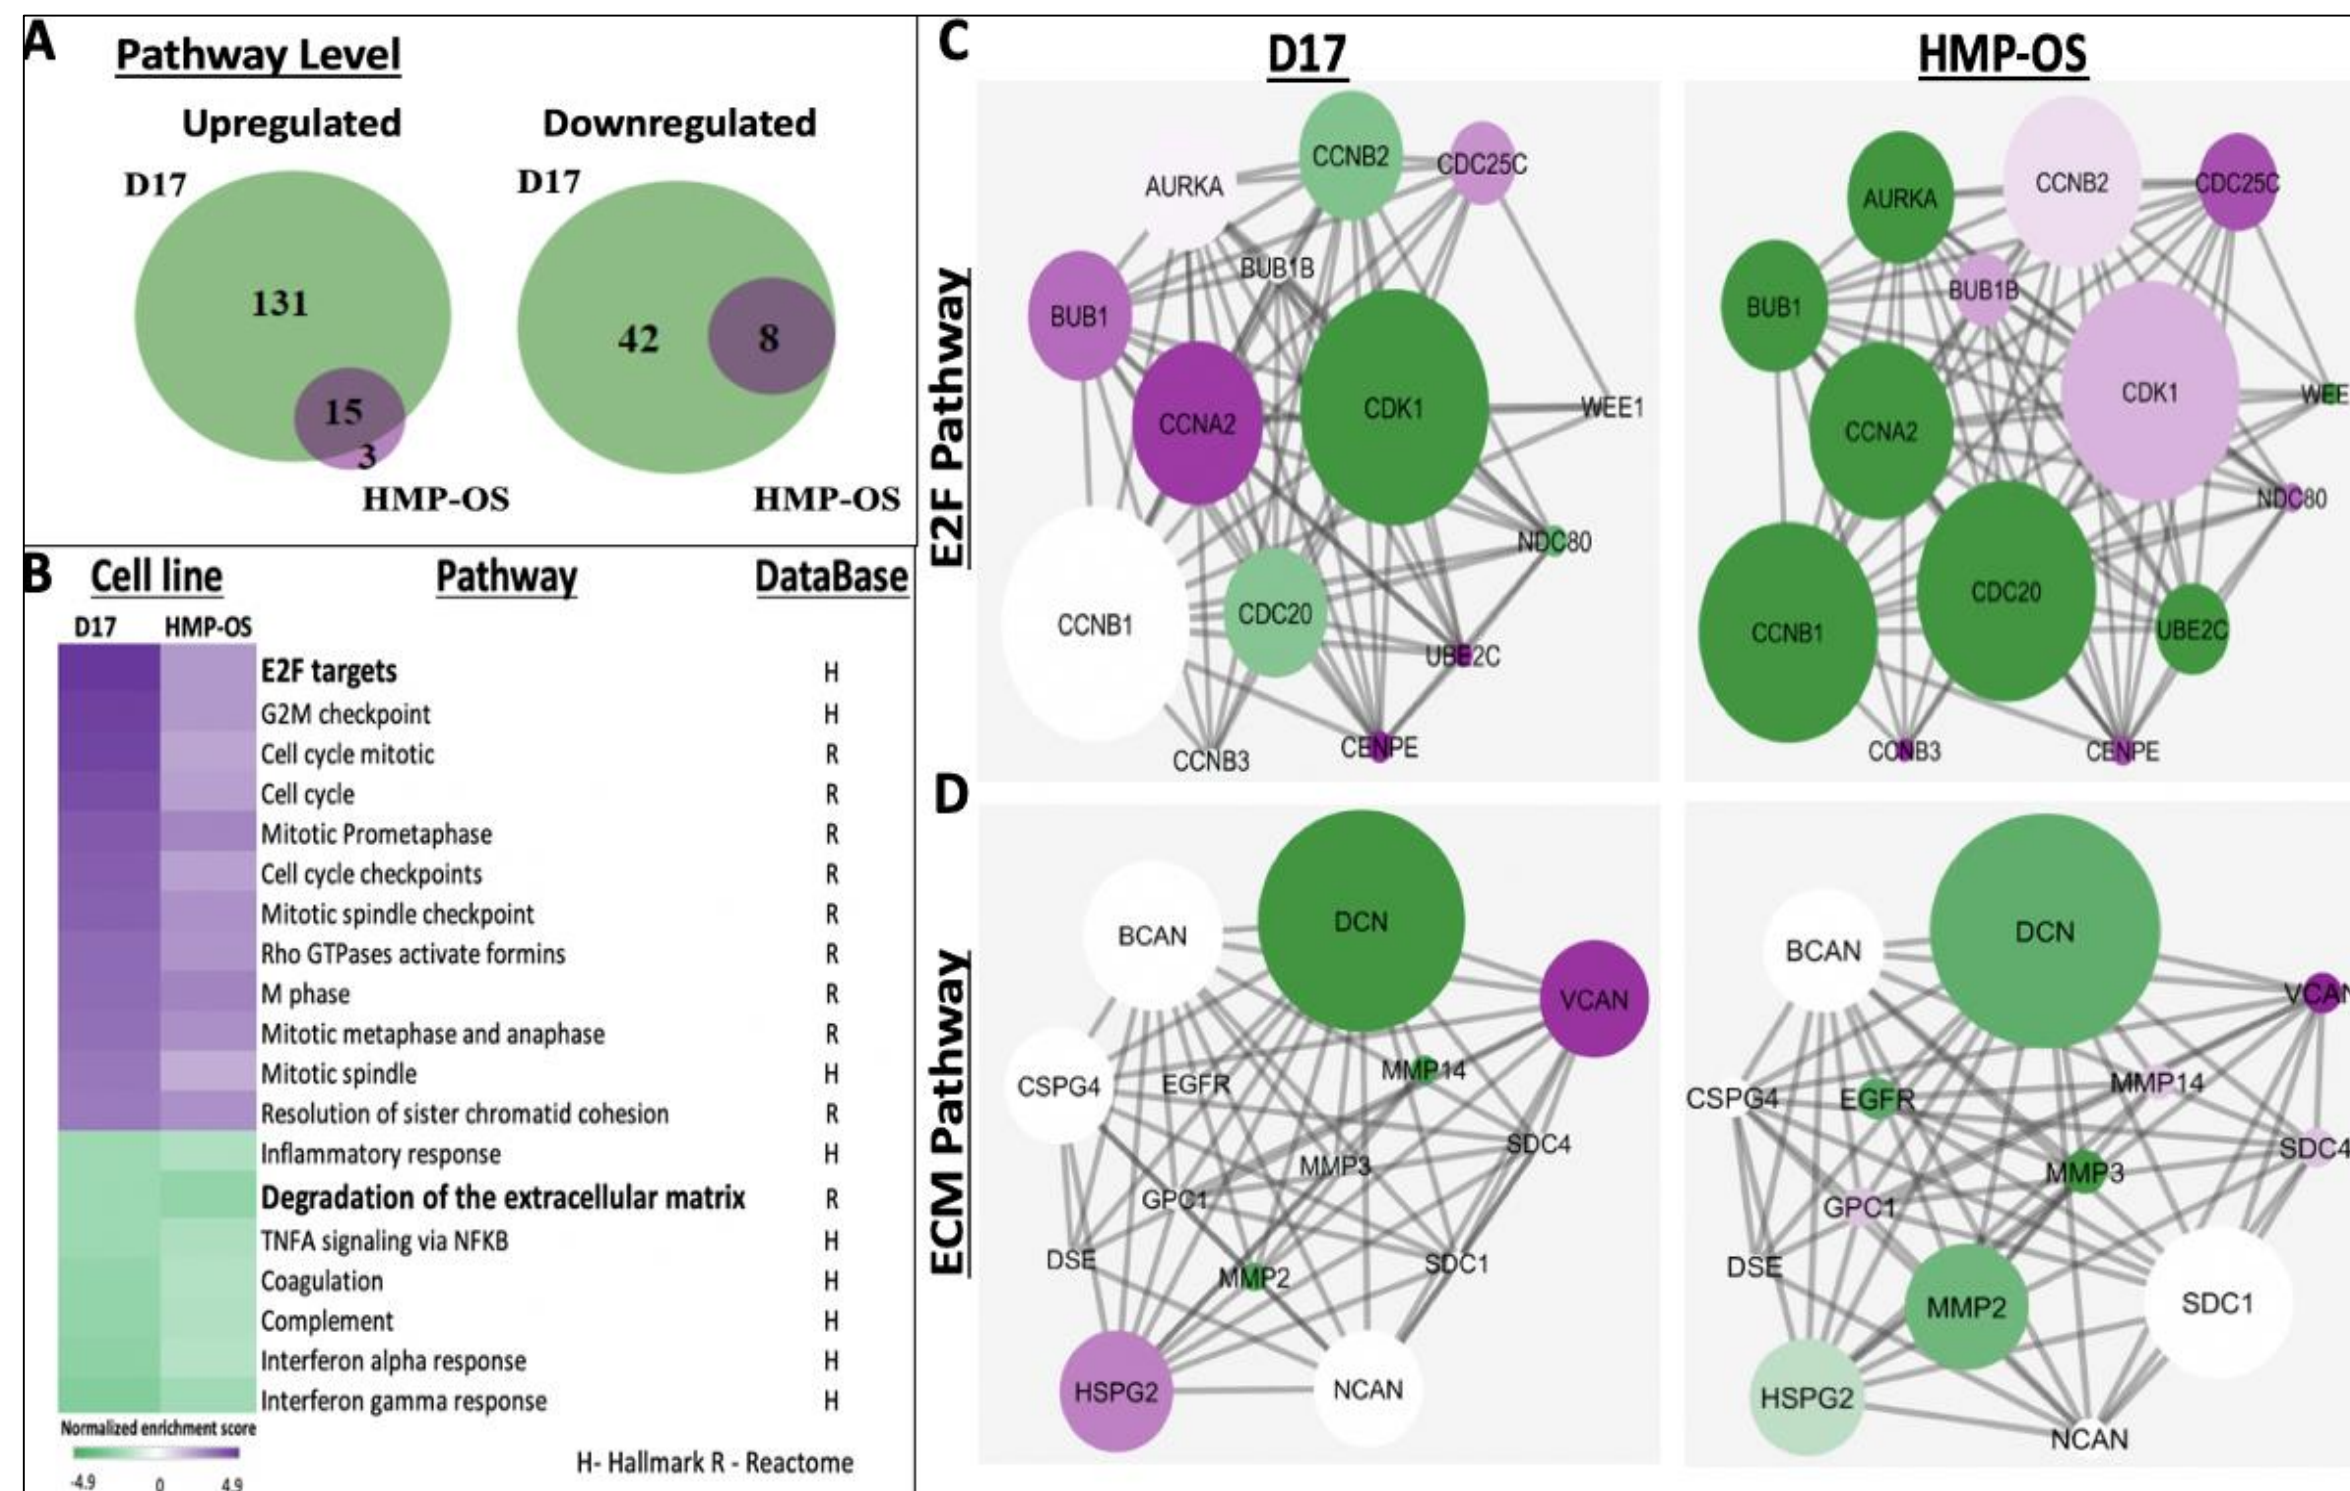 A
Pathway Level
Upregulated
Downregulated
D17
D17
131
42
8
15
3
HMP-OS
HMP-OS
B
Cell line
Pathway
DataBase
D17
HMP-OS
E2F targets H
G2M checkpoint H
Cell cycle mitotic R
Cell cycle R
Mitotic Prometaphase R
Cell cycle checkpoints R
Mitotic spindle checkpoint R
Rho GTPases activate formins R
M phase R
Mitotic metaphase and anaphase R
Mitotic spindle H
Resolution of sister chromatid cohesion R
Inflammatory response H
Degradation of the extracellular matrix R
TNFA signaling via NFKB H
Coagulation H
Complement H
Interferon alpha response H
Interferon gamma response H
Normalized enrichment score
-4.9 0 4.9
H- Hallmark R - Reactome
C
D17
HMP-OS
E2F Pathway
CCNB2
CDC25C
AURKA
BUB1B
BUB1
CDK1
WEE1
CCNA2
NDC80
CDC20
CCNB1
UBE2C
CENPE
CCNB3
CCNB2
CDC25C
AURKA
BUB1B
BUB1
CDK1
WEE
CCNA2
NDC80
CDC20
CCNB1
UBE2C
CCNB3
CENPE
D
ECM Pathway
DCN
BCAN
VCAN
MMP14
CSPG4
EGFR
SDC4
MMP3
GPC1
DSE
SDC1
MMP2
HSPG2
NCAN
DCN
BCAN
VCAN
MMP14
CSPG4
EGFR
SDC4
MMP3
GPC1
DSE
SDC1
MMP2
HSPG2
NCAN